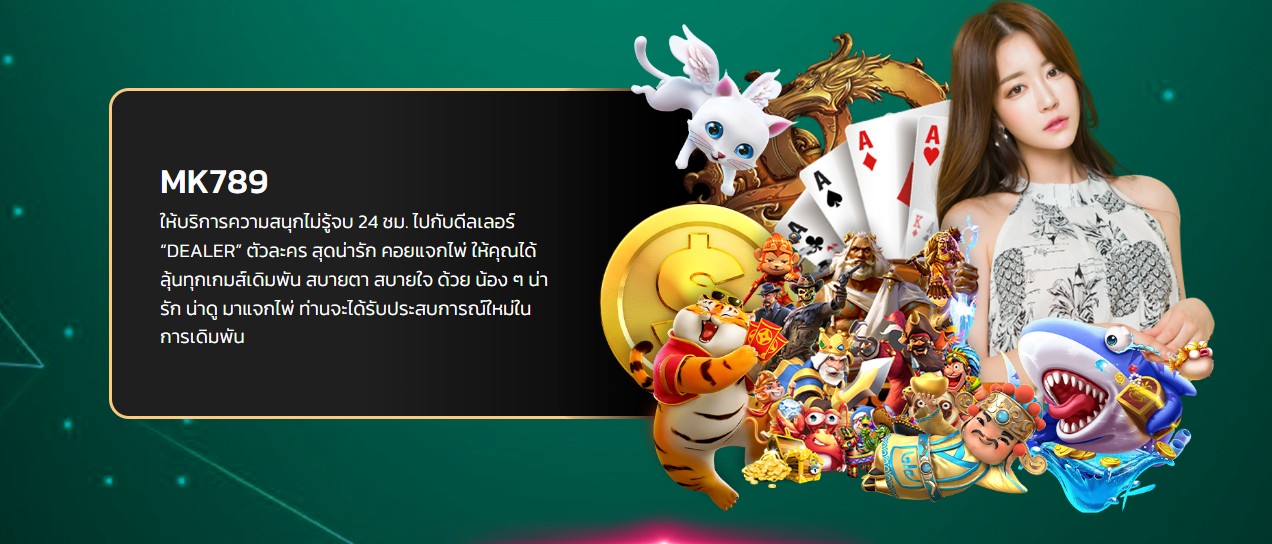 MK789
ให้บริการความสนุกไม่รู้จบ 24 ชม. ไปกับดีลเลอร์
“DEALER” ตัวละคร สุดน่ารัก คอยแจกไพ่ ให้คุณได้
ลุ้นทุกเกมส์เดิมพัน สบายตา สบายใจ ด้วย น้อง ๆ น่า
รัก น่าดู มาแจกไพ่ ท่านจะได้รับประสบการณ์ใหม่ใน
การเดิมพัน
A
A
A
A
K